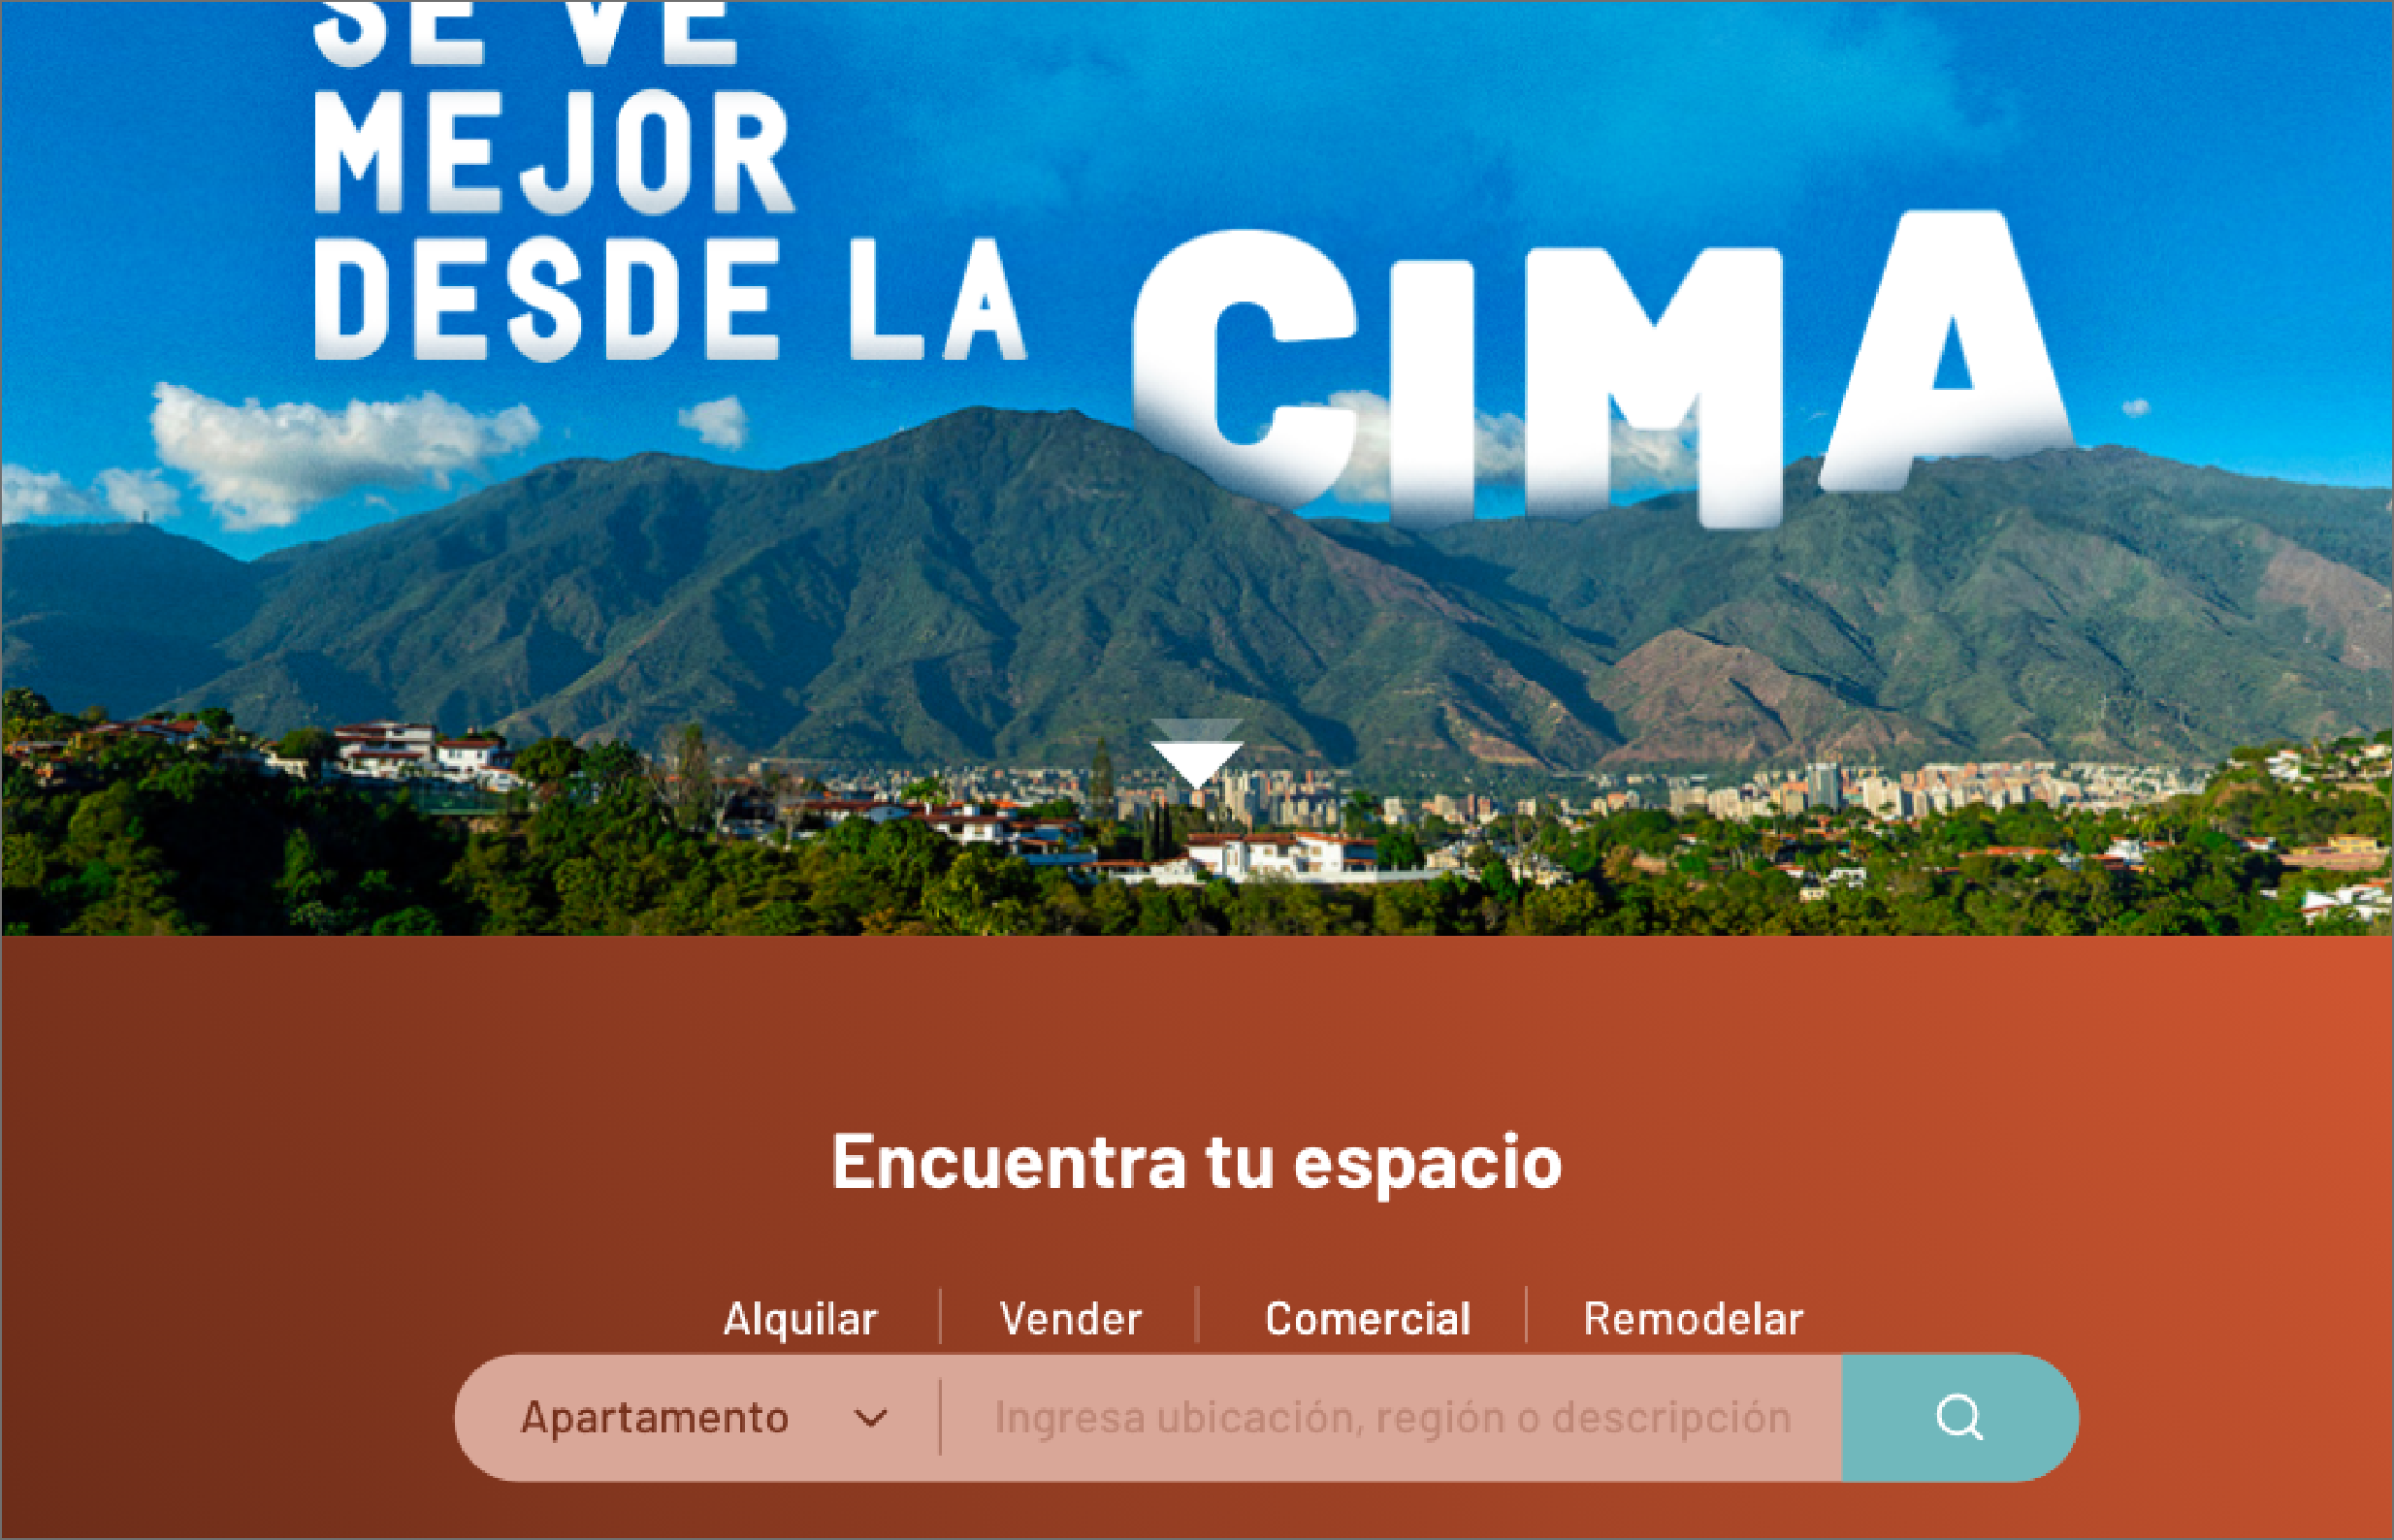 SE VE
MEJOR
DESDE LA CIMA
Encuentra tu espacio
Alquilar Vender Comercial Remodelar
Apartamento Ingresa ubicación, región o descripción